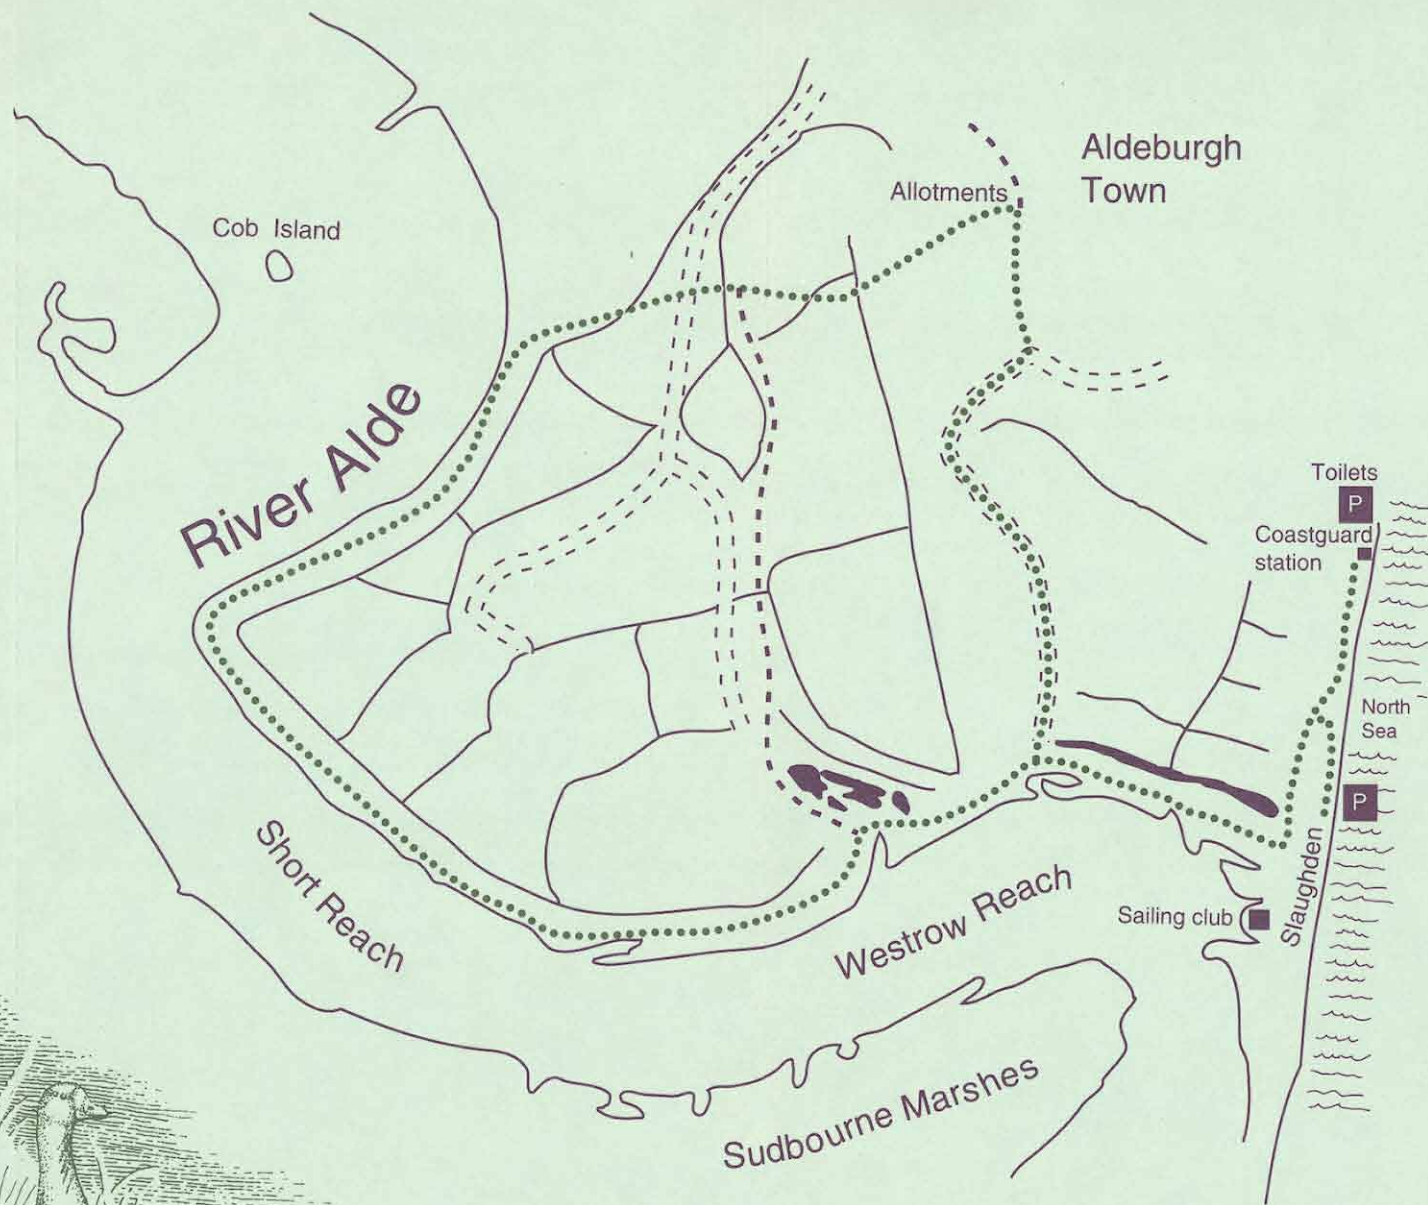 Aldeburgh
Town
Allotments
Cob Island
River Alde
Toilets
P
Coastguard
station
North
Sea
P
Slaughden
Short Reach
Westrow Reach
Sailing club
Sudbourne Marshes